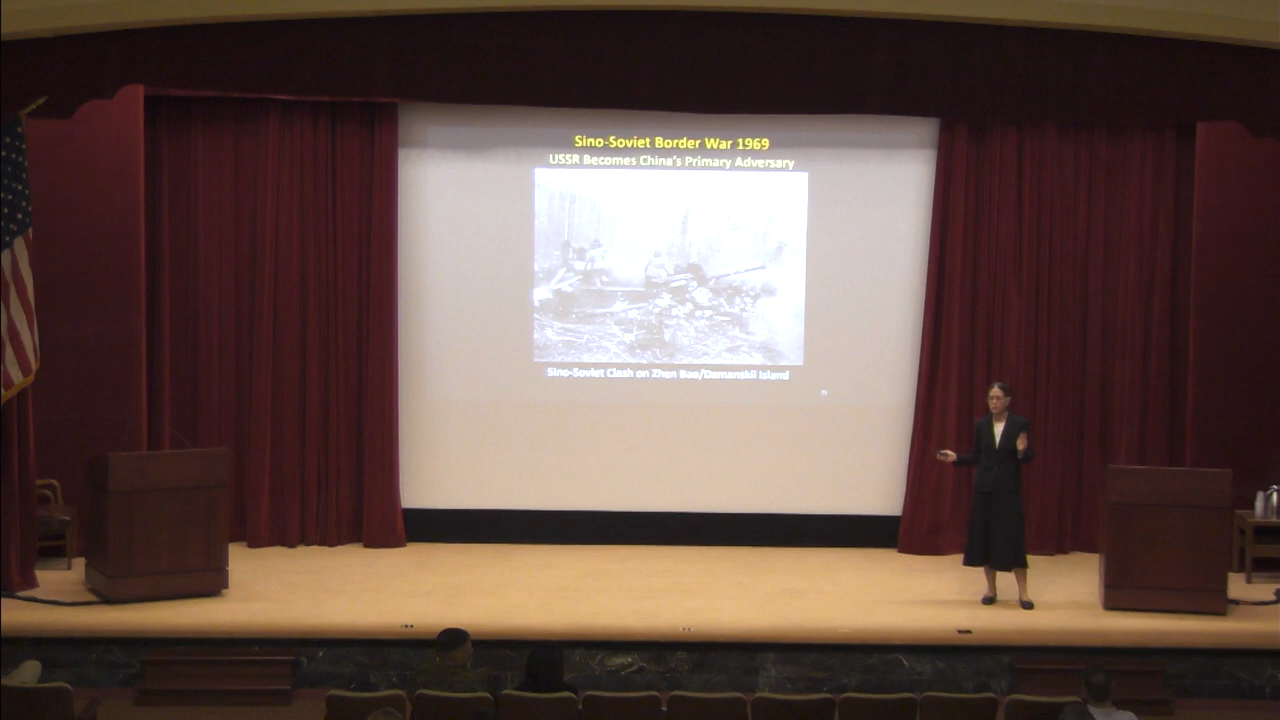 Sino-Soviet Border War 1969
USSR Becomes China's Primary Adversary
Sino-Soviet Clash on Zhen Bao/Damanskii Island